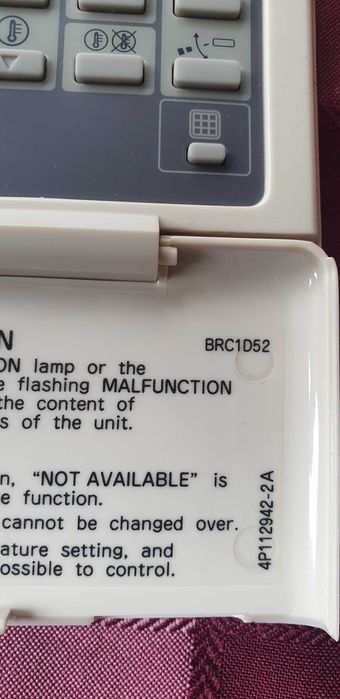 N
BRC1D52
ON lamp or the
e flashing MALFUNCTION
the content of
s of the unit.
n, “NOT AVAILABLE” is
e function.
cannot be changed over.
ature setting, and
ossible to control.
4P112942-2A